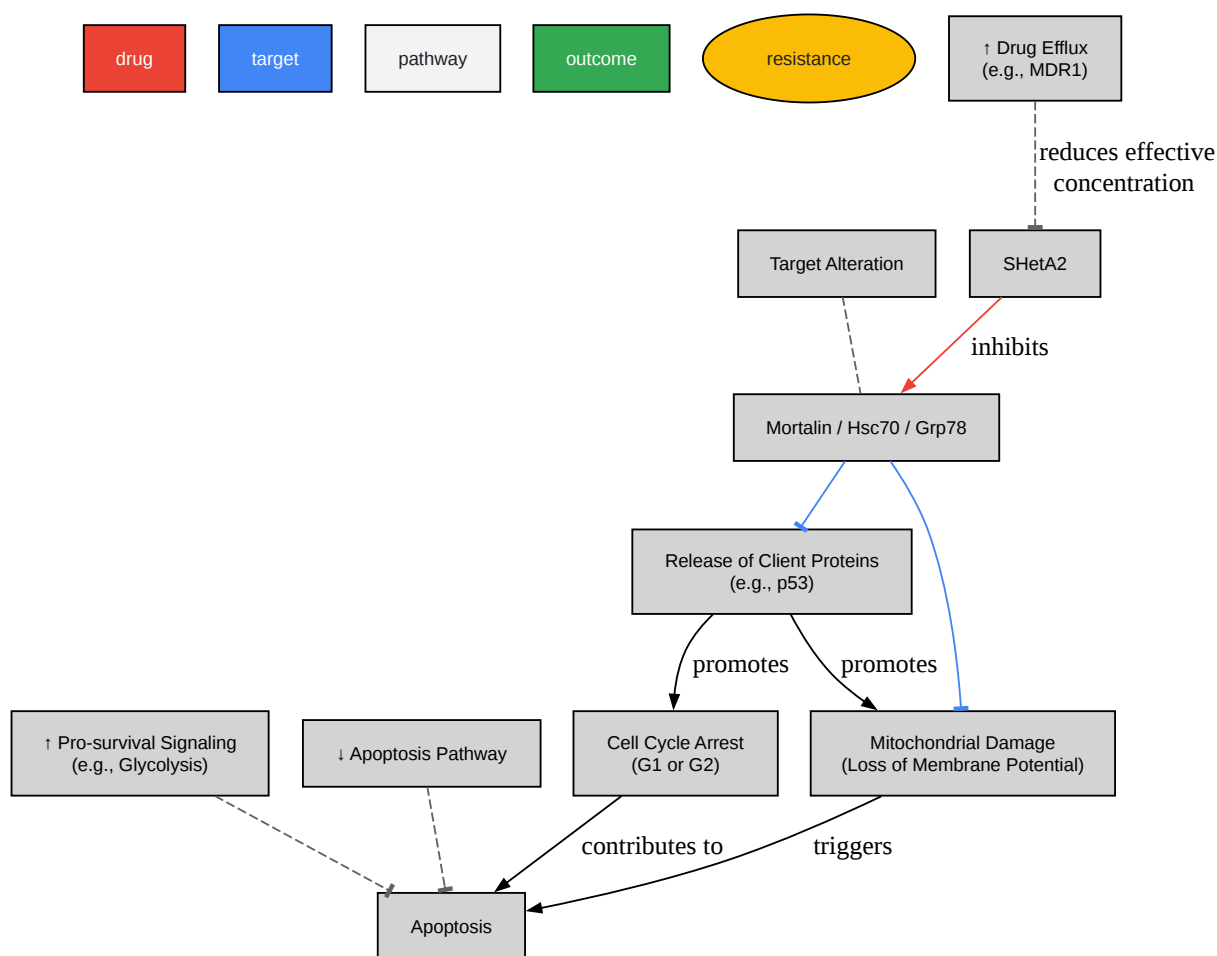 drug
target
pathway
outcome
resistance
↑ Drug Efflux
(e.g., MDR1)
reduces effective
concentration
Target Alteration
SHetA2
inhibits
Mortalin / Hsc70 / Grp78
Release of Client Proteins
(e.g., p53)
promotes
promotes
↑ Pro-survival Signaling
(e.g., Glycolysis)
↓ Apoptosis Pathway
Cell Cycle Arrest
(G1 or G2)
Mitochondrial Damage
(Loss of Membrane Potential)
contributes to
triggers
Apoptosis